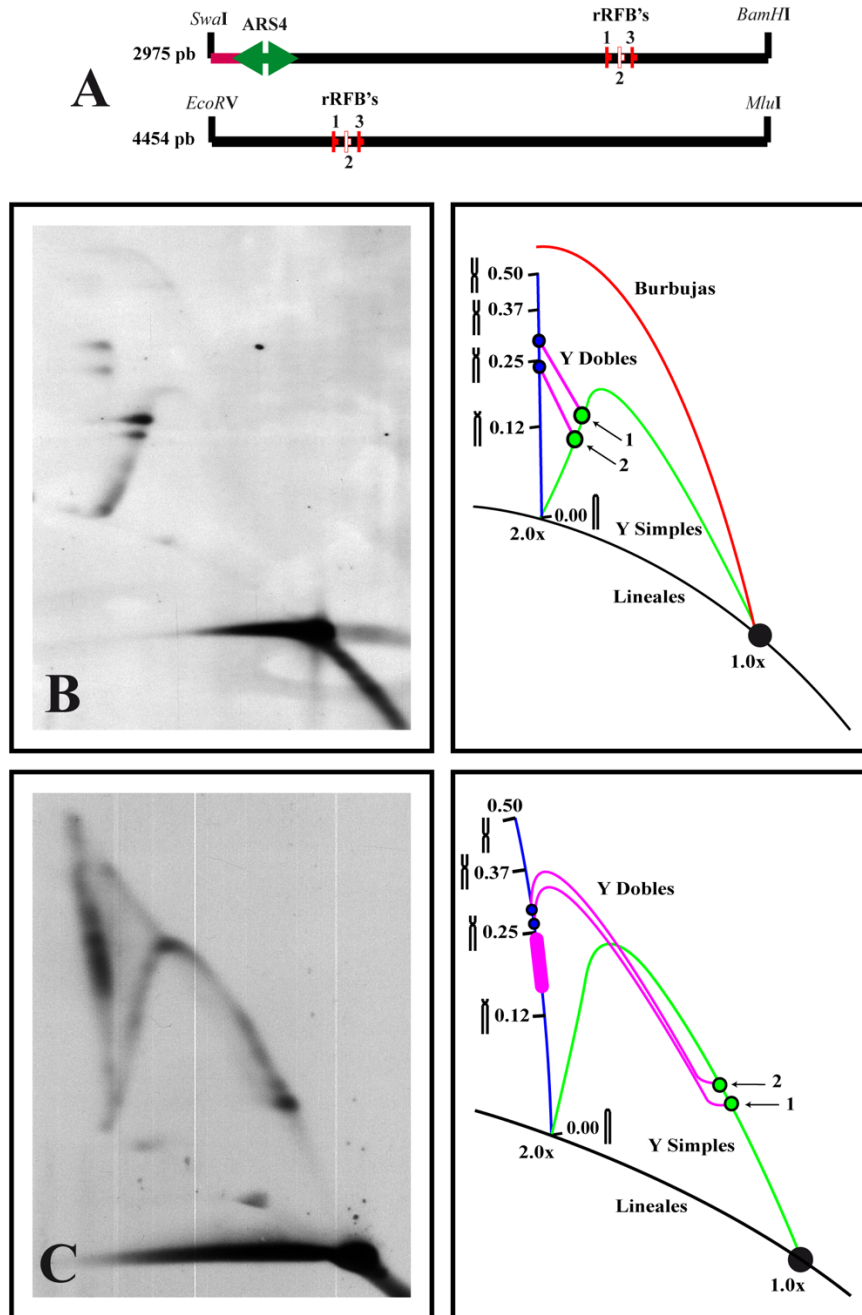 SwaI ARS4 rRFB's BamHI
1 3
2975 pb
2
A
EcoRV rRFB's MluI
1 3
4454 pb
2
B
0.50
Burbujas
0.37
Y Dobles
0.25
0.12
1
2
0.00
2.0x
Y Simples
Lineales
1.0x
C
0.50
0.37
Y Dobles
0.25
0.12
2
1
0.00
2.0x
Y Simples
Lineales
1.0x